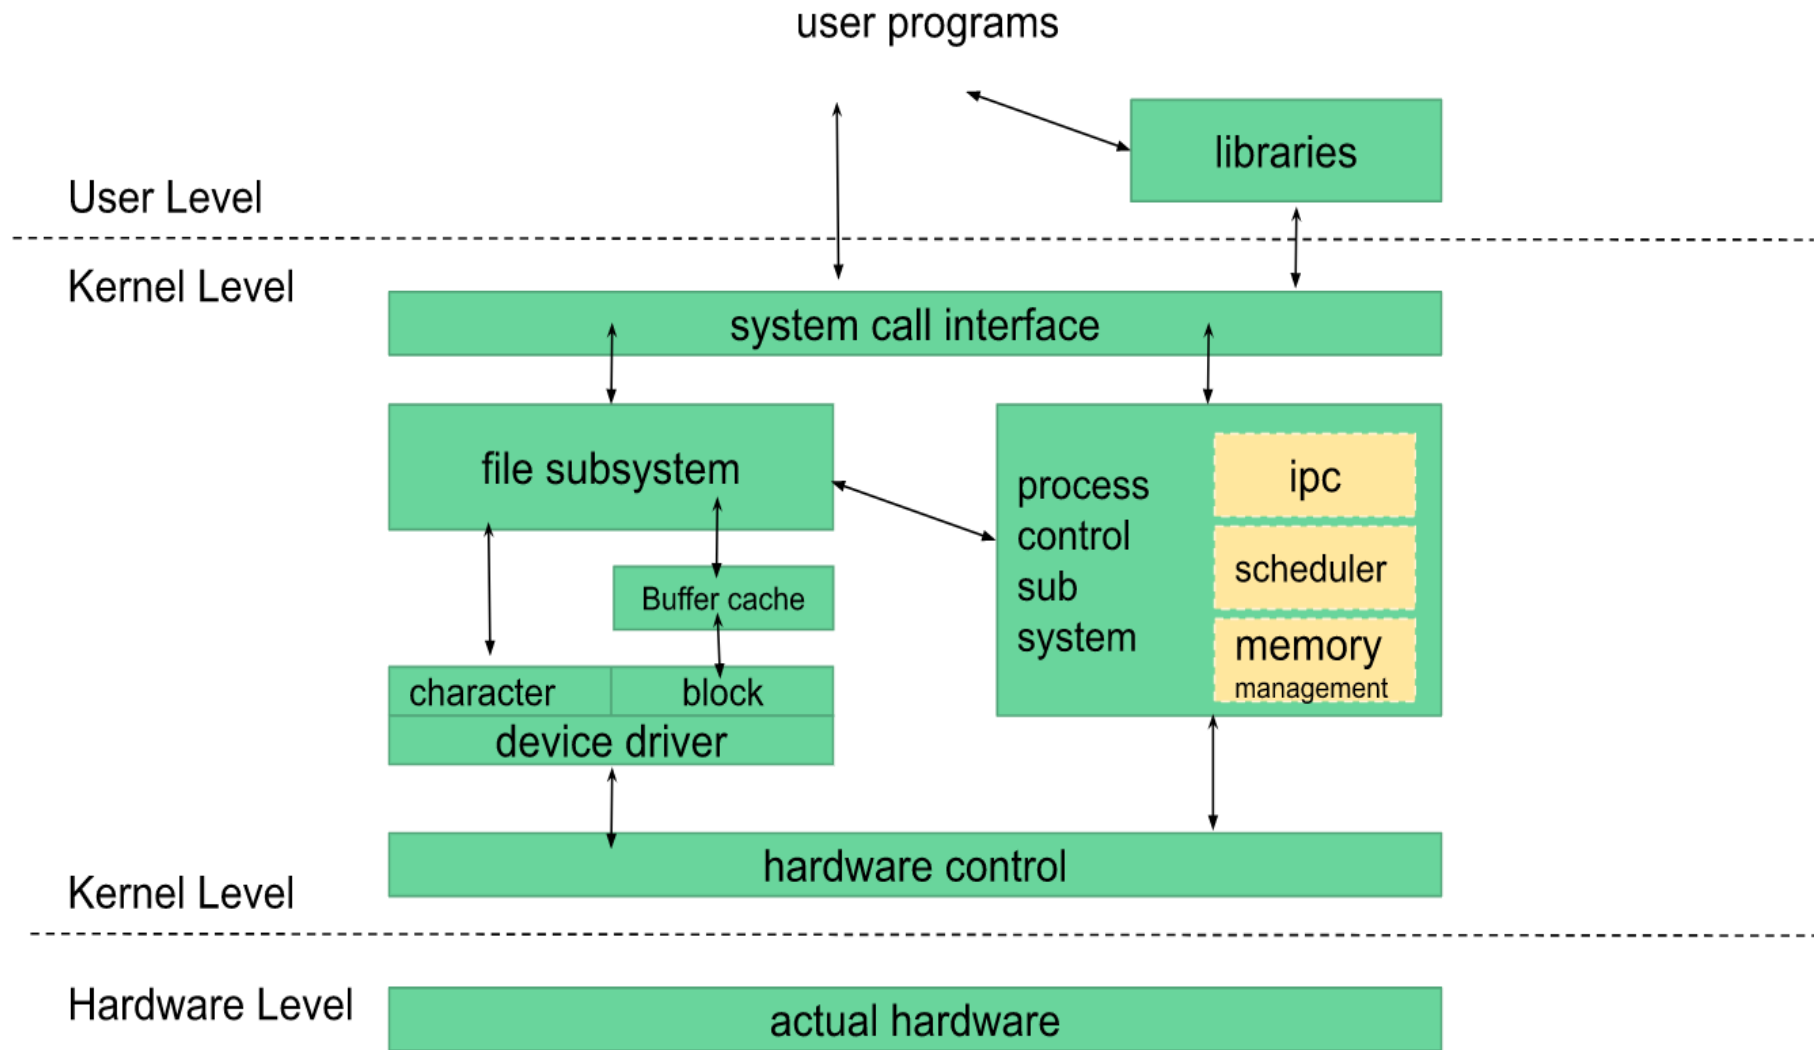 user programs
libraries
User Level
Kernel Level
system call interface
file subsystem
process
control
sub
system
ipc
scheduler
memory
management
Buffer cache
character
block
device driver
hardware control
Kernel Level
Hardware Level
actual hardware